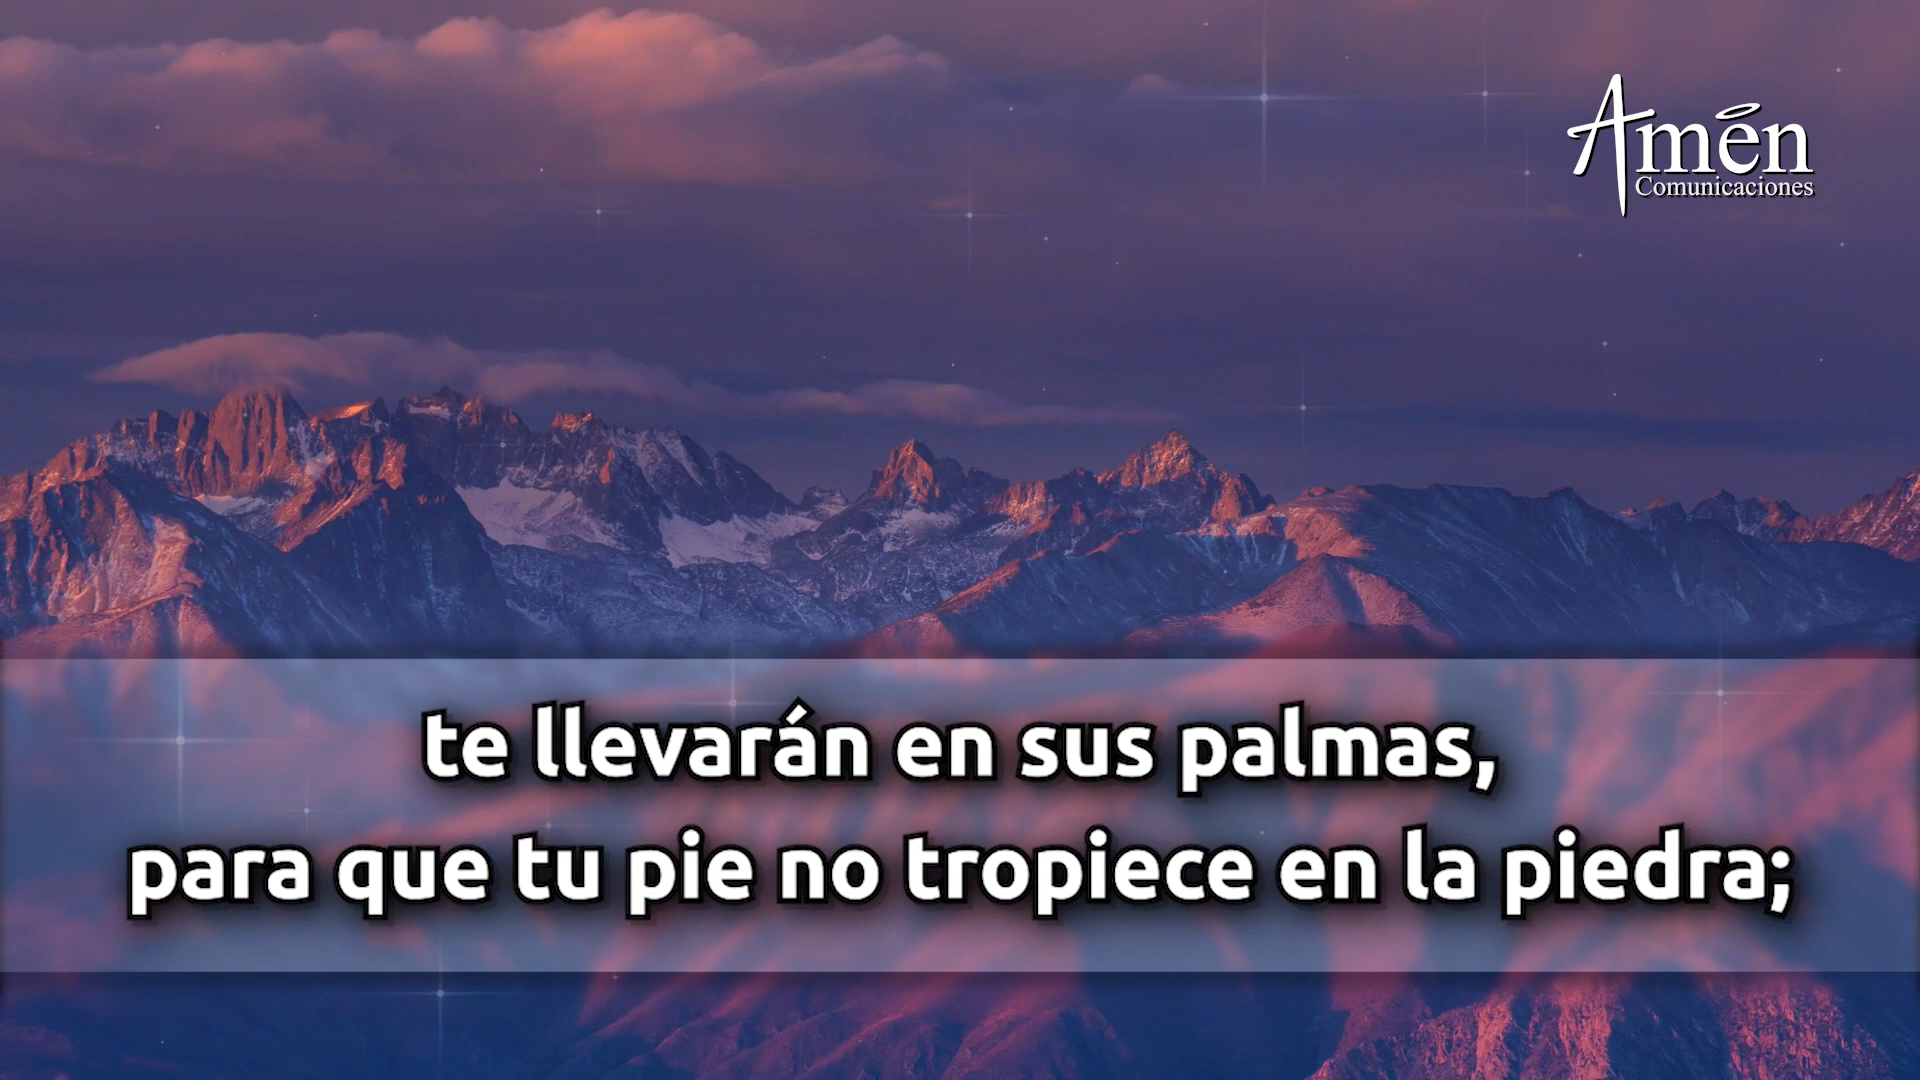 Amén
Comunicaciones
te llevarán en sus palmas,
para que tu pie no tropiece en la piedra;